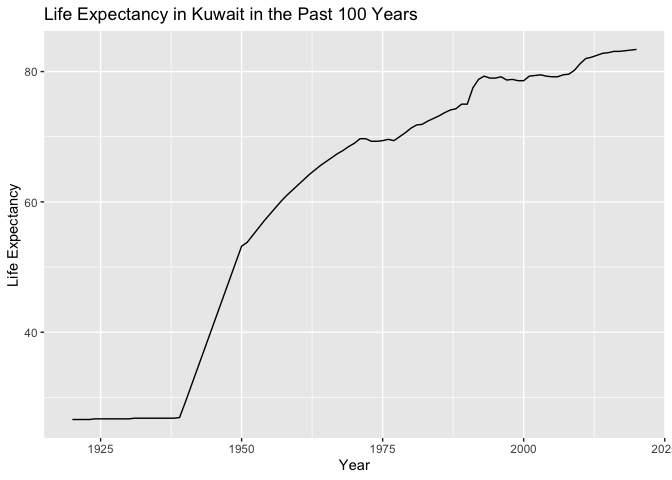 Life Expectancy in Kuwait in the Past 100 Years
80
60
40
Life Expectancy
1925 1950 1975 2000 202
Year